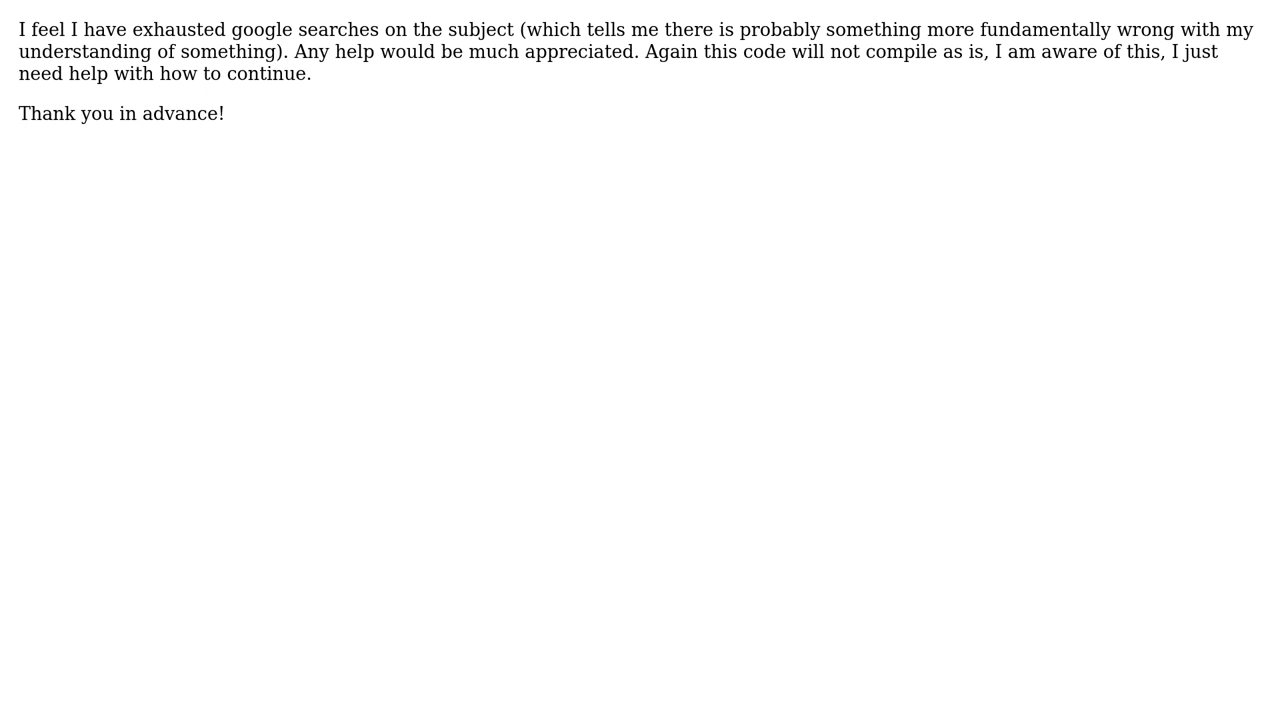 I feel I have exhausted google searches on the subject (which tells me there is probably something more fundamentally wrong with my
understanding of something). Any help would be much appreciated. Again this code will not compile as is, I am aware of this, I just
need help with how to continue.
Thank you in advance!